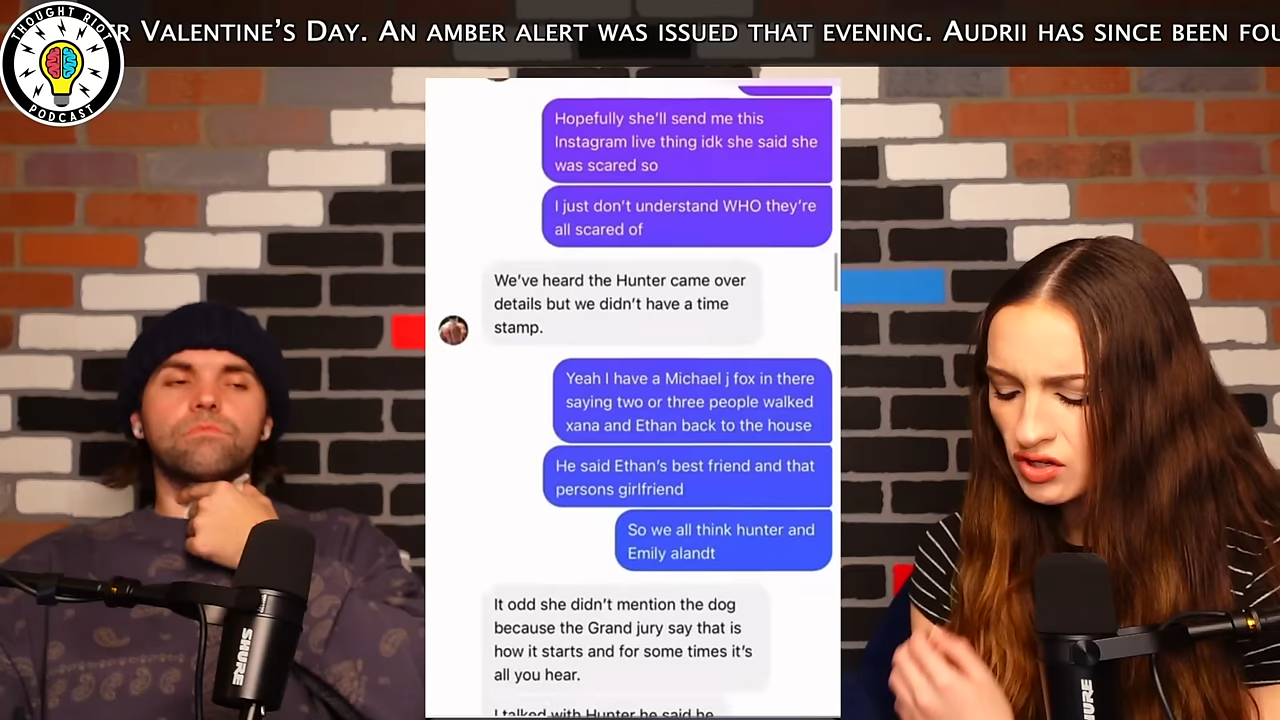 THOUGHT RIOT
PODCAST
R VALENTINE'S DAY. AN AMBER ALERT WAS ISSUED THAT EVENING. AUDRII HAS SINCE BEEN FOU
Hopefully she'll send me this
Instagram live thing idk she said she
was scared so
I just don't understand WHO they're
all scared of
We've heard the Hunter came over
details but we didn't have a time
stamp.
Yeah I have a Michael j fox in there
saying two or three people walked
xana and Ethan back to the house
He said Ethan's best friend and that
persons girlfriend
So we all think hunter and
Emily alandt
It odd she didn't mention the dog
because the Grand jury say that is
how it starts and for some times it's
all you hear.
I talked with Hunter he said he
SHURE
SHURE